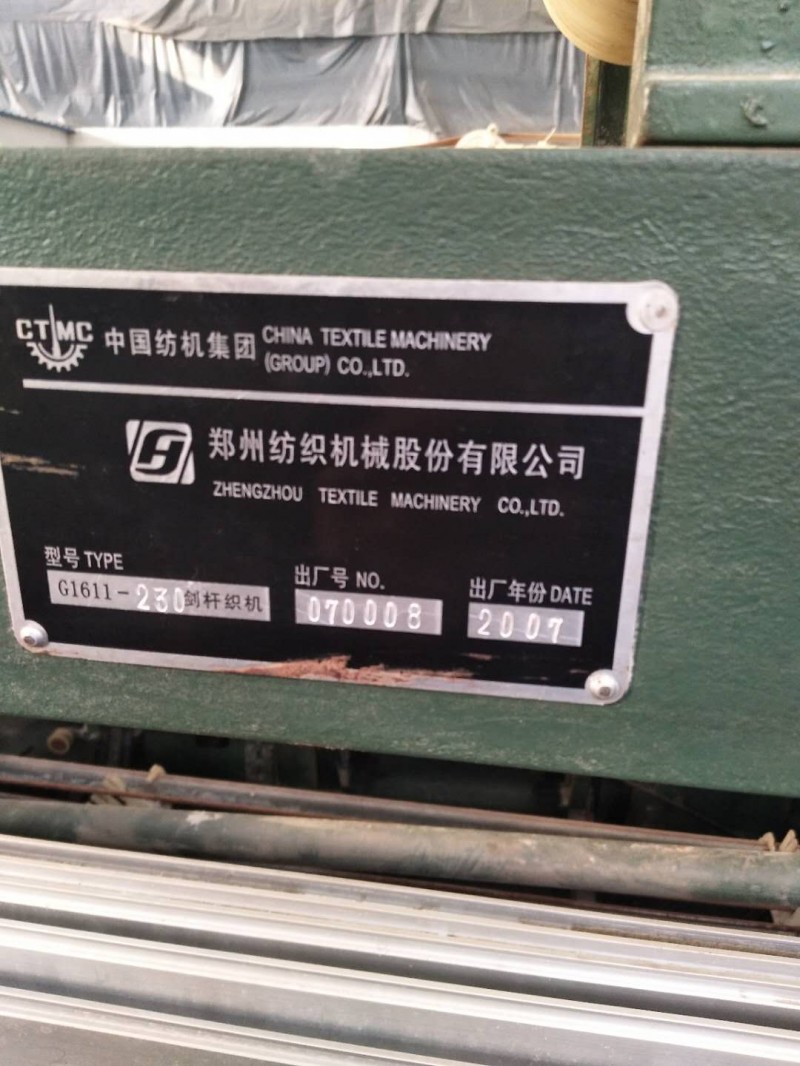 CTMC 中国纺机集团 CHINA TEXTILE MACHINERY
(GROUP) CO.,LTD.
郑州纺织机械股份有限公司
ZHENGZHOU TEXTILE MACHINERY CO.,LTD.
型号 TYPE 出厂号 NO. 出厂年份 DATE
G1611-230剑杆织机 070008 2007